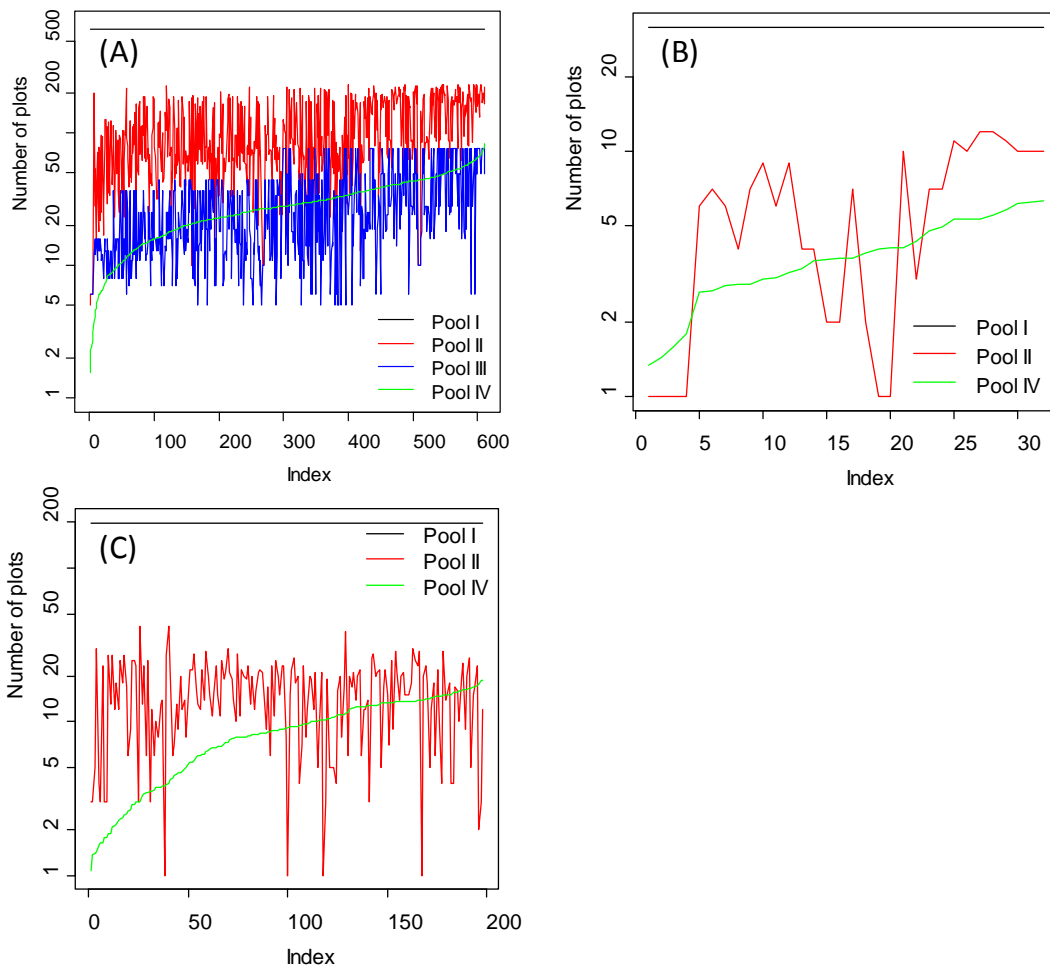 (A)
Number of plots
500
200
100
50
20
10
5
2
1
0 100 200 300 400 500 600
Index
Pool I
Pool II
Pool III
Pool IV
(B)
Number of plots
20
10
5
2
1
5 10 15 20 25 30
Index
Pool I
Pool II
Pool IV
(C)
Number of plots
200
100
50
20
10
5
2
1
0 50 100 150 200
Index
Pool I
Pool II
Pool IV